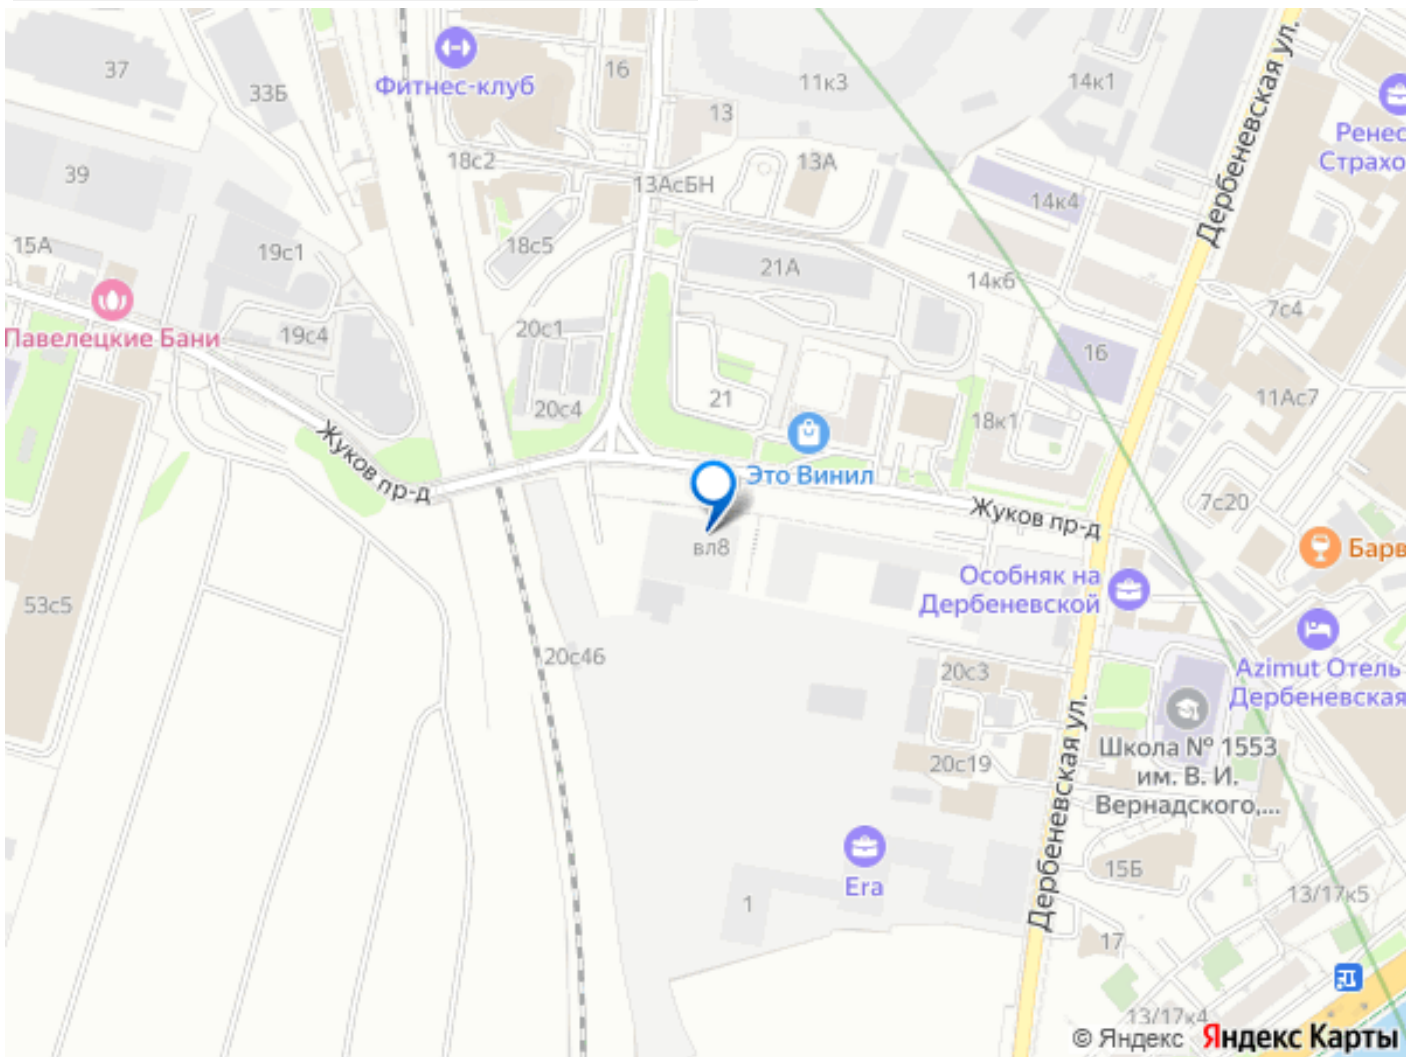 37
33Б
Фитнес-клуб
16
11к3
14к1
Дербеневская ул.
Ренес
Страхо
13
18с2
13А
39
13АсБН
14к4
15А
19с1
18с5
21А
14к6
7с4
Павелецкие Бани
19с4
20с1
16
11Ас7
20с4
21
18к1
Жуков пр-д
Это Винил
Жуков пр-д
7с20
вл8
Барв
Особняк на
Дербеневской
53с5
20с46
20с3
Azimut Отель
Дербеневская
Дербеневская ул.
Школа № 1553
им. В. И.
Вернадского,...
20с19
Era
15Б
13/17к5
1
17
13/17к4
© Яндекс Яндекс Карты